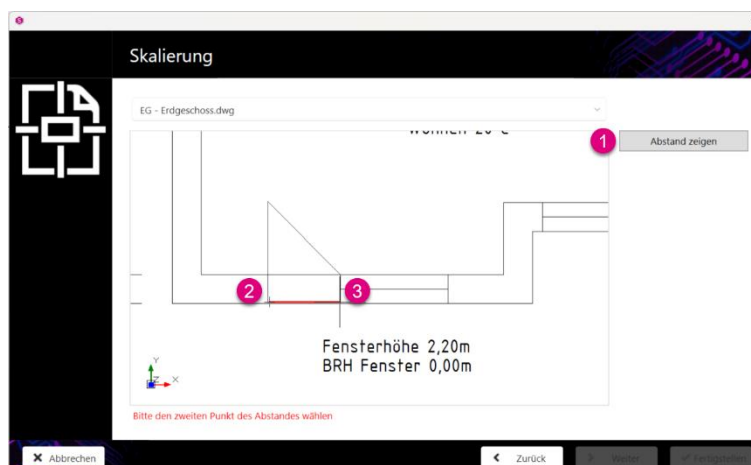 Skalierung
EG - Erdgeschoss.dwg
1
Abstand zeigen
2
3
Fensterhöhe 2,20m
BRH Fenster 0,00m
Y
Z
X
Bitte den zweiten Punkt des Abstandes wählen
Abbrechen
Zurück
Weiter
Fertigstellen